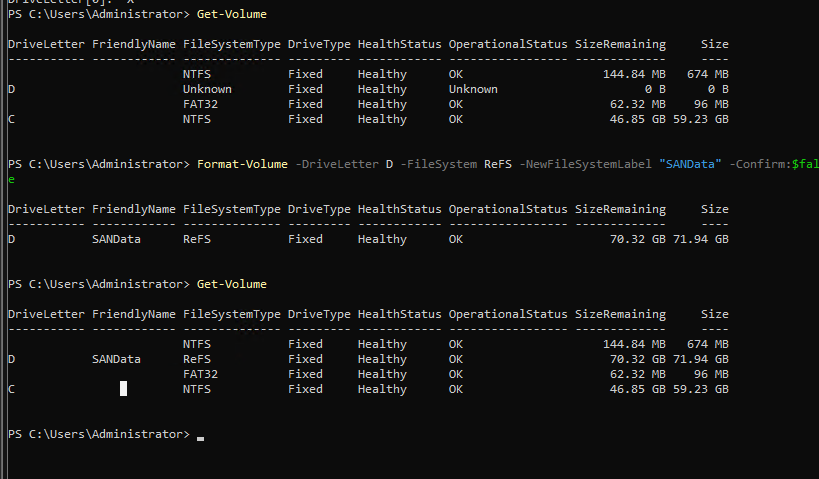 PS C:\Users\Administrator> Get-Volume
DriveLetter FriendlyName FileSystemType DriveType HealthStatus OperationalStatus SizeRemaining     Size
----------- ------------ -------------- --------- ------------ ----------------- -------------     ----
                         NTFS           Fixed     Healthy      OK                    144.84 MB   674 MB
D                        Unknown        Fixed     Healthy      Unknown                     0 B      0 B
                         FAT32          Fixed     Healthy      OK                     62.32 MB    96 MB
C                        NTFS           Fixed     Healthy      OK                     46.85 GB 59.23 GB
PS C:\Users\Administrator> Format-Volume -DriveLetter D -FileSystem ReFS -NewFileSystemLabel "SANData" -Confirm:$fal
e
DriveLetter FriendlyName FileSystemType DriveType HealthStatus OperationalStatus SizeRemaining     Size
----------- ------------ -------------- --------- ------------ ----------------- -------------     ----
D           SANData      ReFS           Fixed     Healthy      OK                     70.32 GB 71.94 GB
PS C:\Users\Administrator> Get-Volume
DriveLetter FriendlyName FileSystemType DriveType HealthStatus OperationalStatus SizeRemaining     Size
----------- ------------ -------------- --------- ------------ ----------------- -------------     ----
                         NTFS           Fixed     Healthy      OK                    144.84 MB   674 MB
D           SANData      ReFS           Fixed     Healthy      OK                     70.32 GB 71.94 GB
                         FAT32          Fixed     Healthy      OK                     62.32 MB    96 MB
C                        NTFS           Fixed     Healthy      OK                     46.85 GB 59.23 GB
PS C:\Users\Administrator>